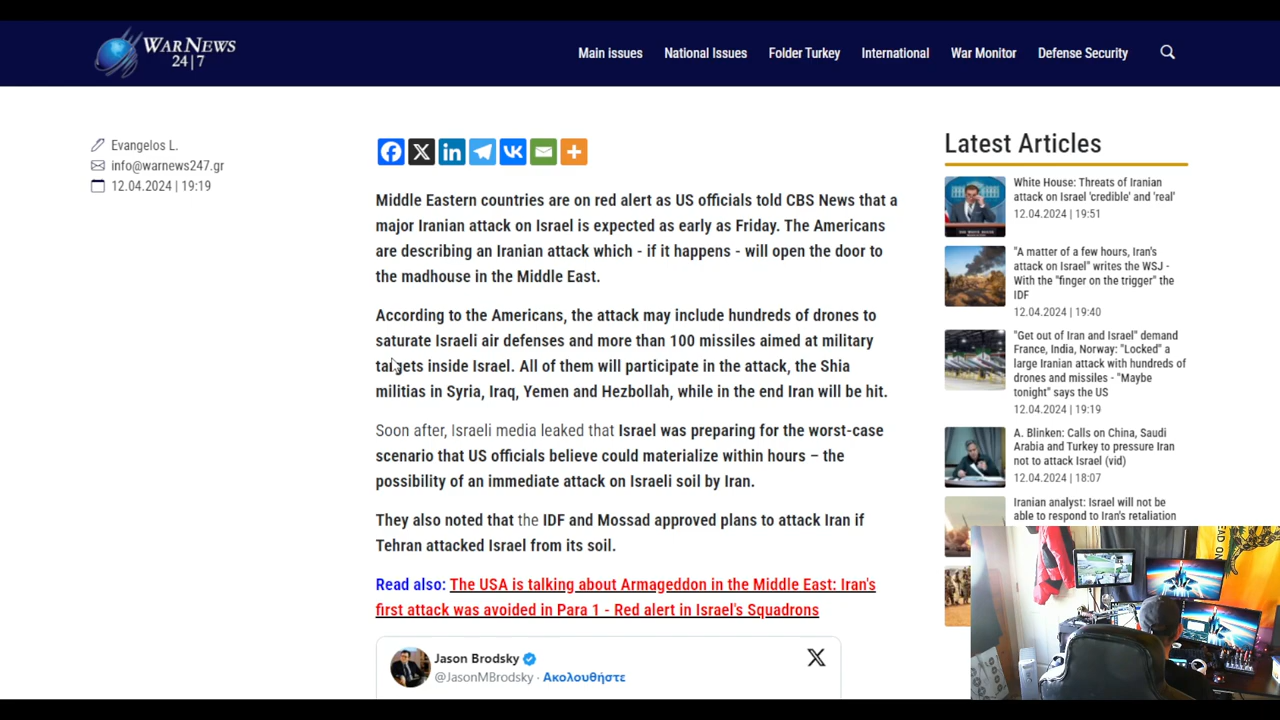 WAR NEWS
24|7
Main issues
National Issues
Folder Turkey
International
War Monitor
Defense Security
Evangelos L.
info@warnews247.gr
12.04.2024 | 19:19
Middle Eastern countries are on red alert as US officials told CBS News that a
major Iranian attack on Israel is expected as early as Friday. The Americans
are describing an Iranian attack which - if it happens - will open the door to
the madhouse in the Middle East.
According to the Americans, the attack may include hundreds of drones to
saturate Israeli air defenses and more than 100 missiles aimed at military
targets inside Israel. All of them will participate in the attack, the Shia
militias in Syria, Iraq, Yemen and Hezbollah, while in the end Iran will be hit.
Soon after, Israeli media leaked that Israel was preparing for the worst-case
scenario that US officials believe could materialize within hours – the
possibility of an immediate attack on Israeli soil by Iran.
They also noted that the IDF and Mossad approved plans to attack Iran if
Tehran attacked Israel from its soil.
Read also: The USA is talking about Armageddon in the Middle East: Iran's
first attack was avoided in Para 1 - Red alert in Israel's Squadrons
Jason Brodsky
@JasonMBrodsky · Ακολουθήστε
Latest Articles
White House: Threats of Iranian
attack on Israel 'credible' and 'real'
12.04.2024 | 19:51
"A matter of a few hours, Iran's
attack on Israel" writes the WSJ -
With the "finger on the trigger" the
IDF
12.04.2024 | 19:40
"Get out of Iran and Israel" demand
France, India, Norway: "Locked" a
large Iranian attack with hundreds of
drones and missiles - "Maybe
tonight" says the US
12.04.2024 | 19:19
A. Blinken: Calls on China, Saudi
Arabia and Turkey to pressure Iran
not to attack Israel (vid)
12.04.2024 | 18:07
Iranian analyst: Israel will not be
able to respond to Iran's retaliation